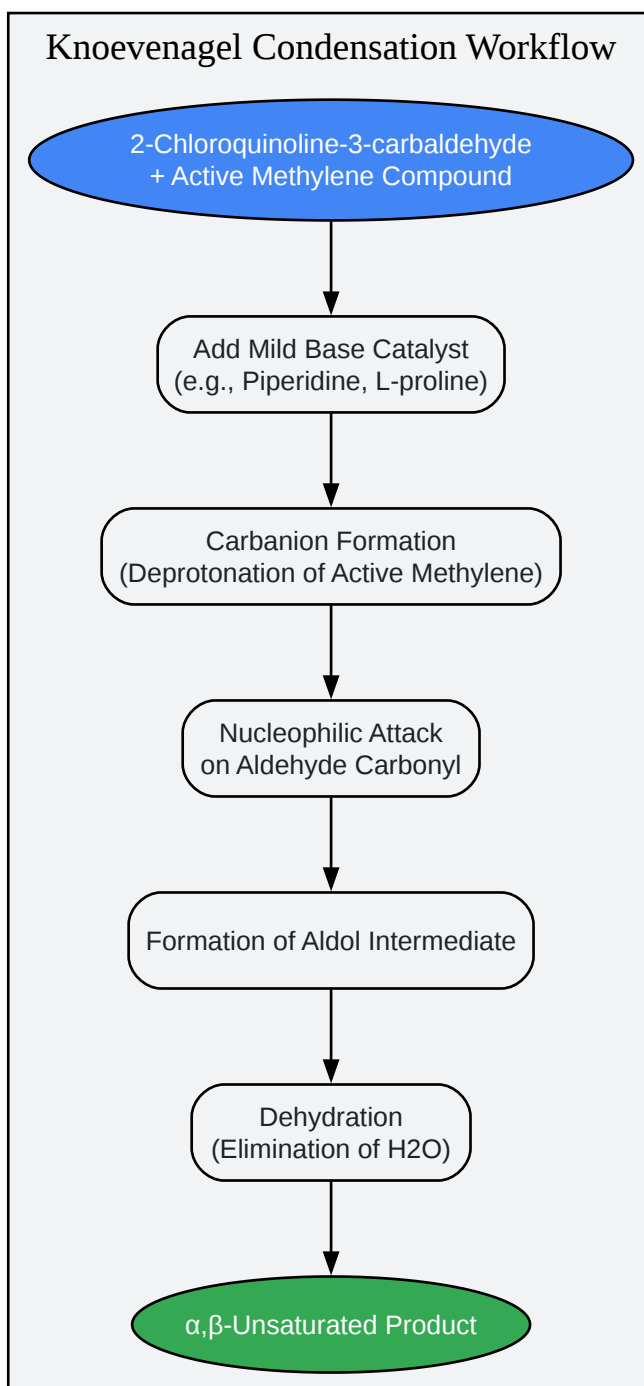 Knoevenagel Condensation Workflow
2-Chloroquinoline-3-carbaldehyde
+ Active Methylene Compound
Add Mild Base Catalyst
(e.g., Piperidine, L-proline)
Carbanion Formation
(Deprotonation of Active Methylene)
Nucleophilic Attack
on Aldehyde Carbonyl
Formation of Aldol Intermediate
Dehydration
(Elimination of H2O)
α,β-Unsaturated Product